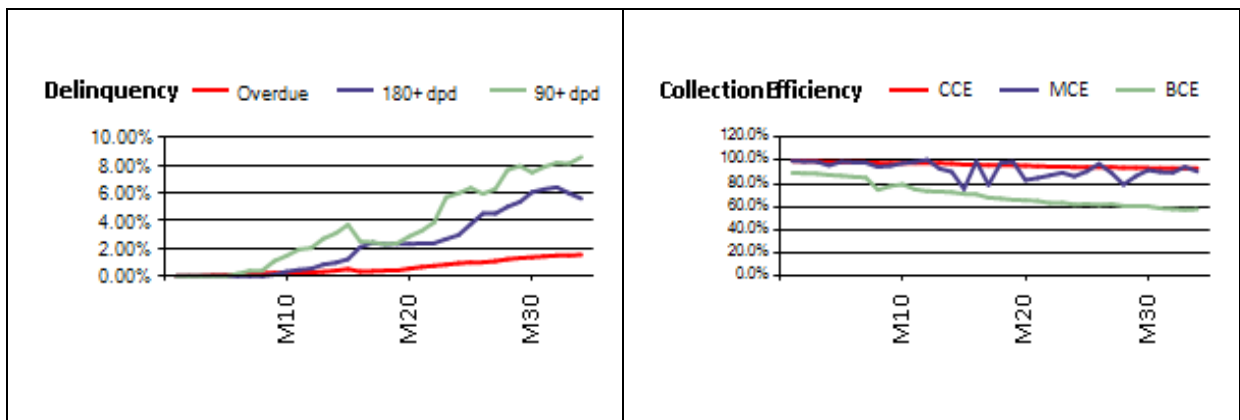 Delinquency Overdue 180+ dpd 90+ dpd
10.00%
8.00%
6.00%
4.00%
2.00%
0.00%
M10
M20
M30
Collection Efficiency CCE MCE BCE
120.0%
100.0%
80.0%
60.0%
40.0%
20.0%
0.0%
M10
M20
M30